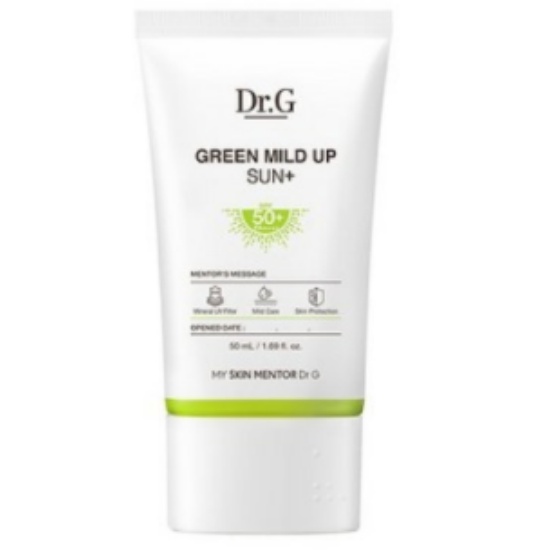 Dr.G
GREEN MILD UP
SUN+
SPF
50+
MENTOR'S MESSAGE
Mineral UV Filter Mild Care Skin Protection
OPENED DATE : . .
50 mL / 1.69 fl. oz.
MY SKIN MENTOR Dr G